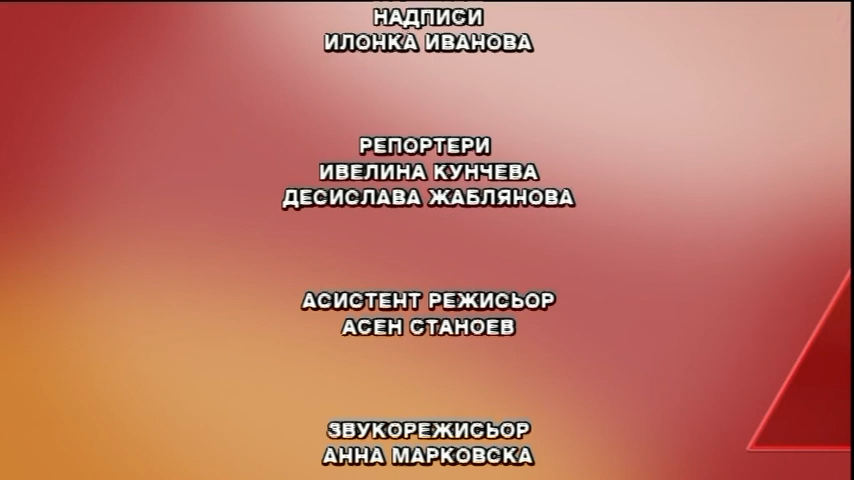 НАДПИСИ
ИЛОНКА ИВАНОВА
РЕПОРТЕРИ
ИВЕЛИНА КУНЧЕВА
ДЕСИСЛАВА ЖАБЛЯНОВА
АСИСТЕНТ РЕЖИСЬОР
АСЕН СТАНОЕВ
ЗВУКОРЕЖИСЬОР
АННА МАРКОВСКА